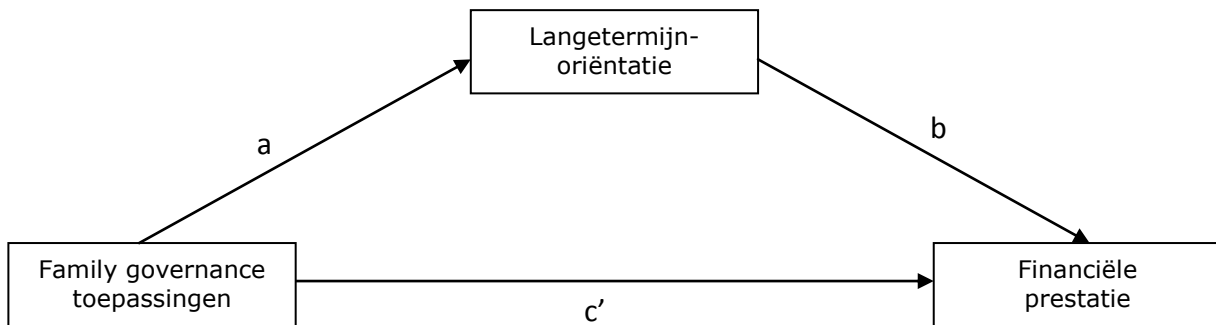 Langetermijn-
oriëntatie
a
b
Family governance
toepassingen
c’
Financiële
prestatie